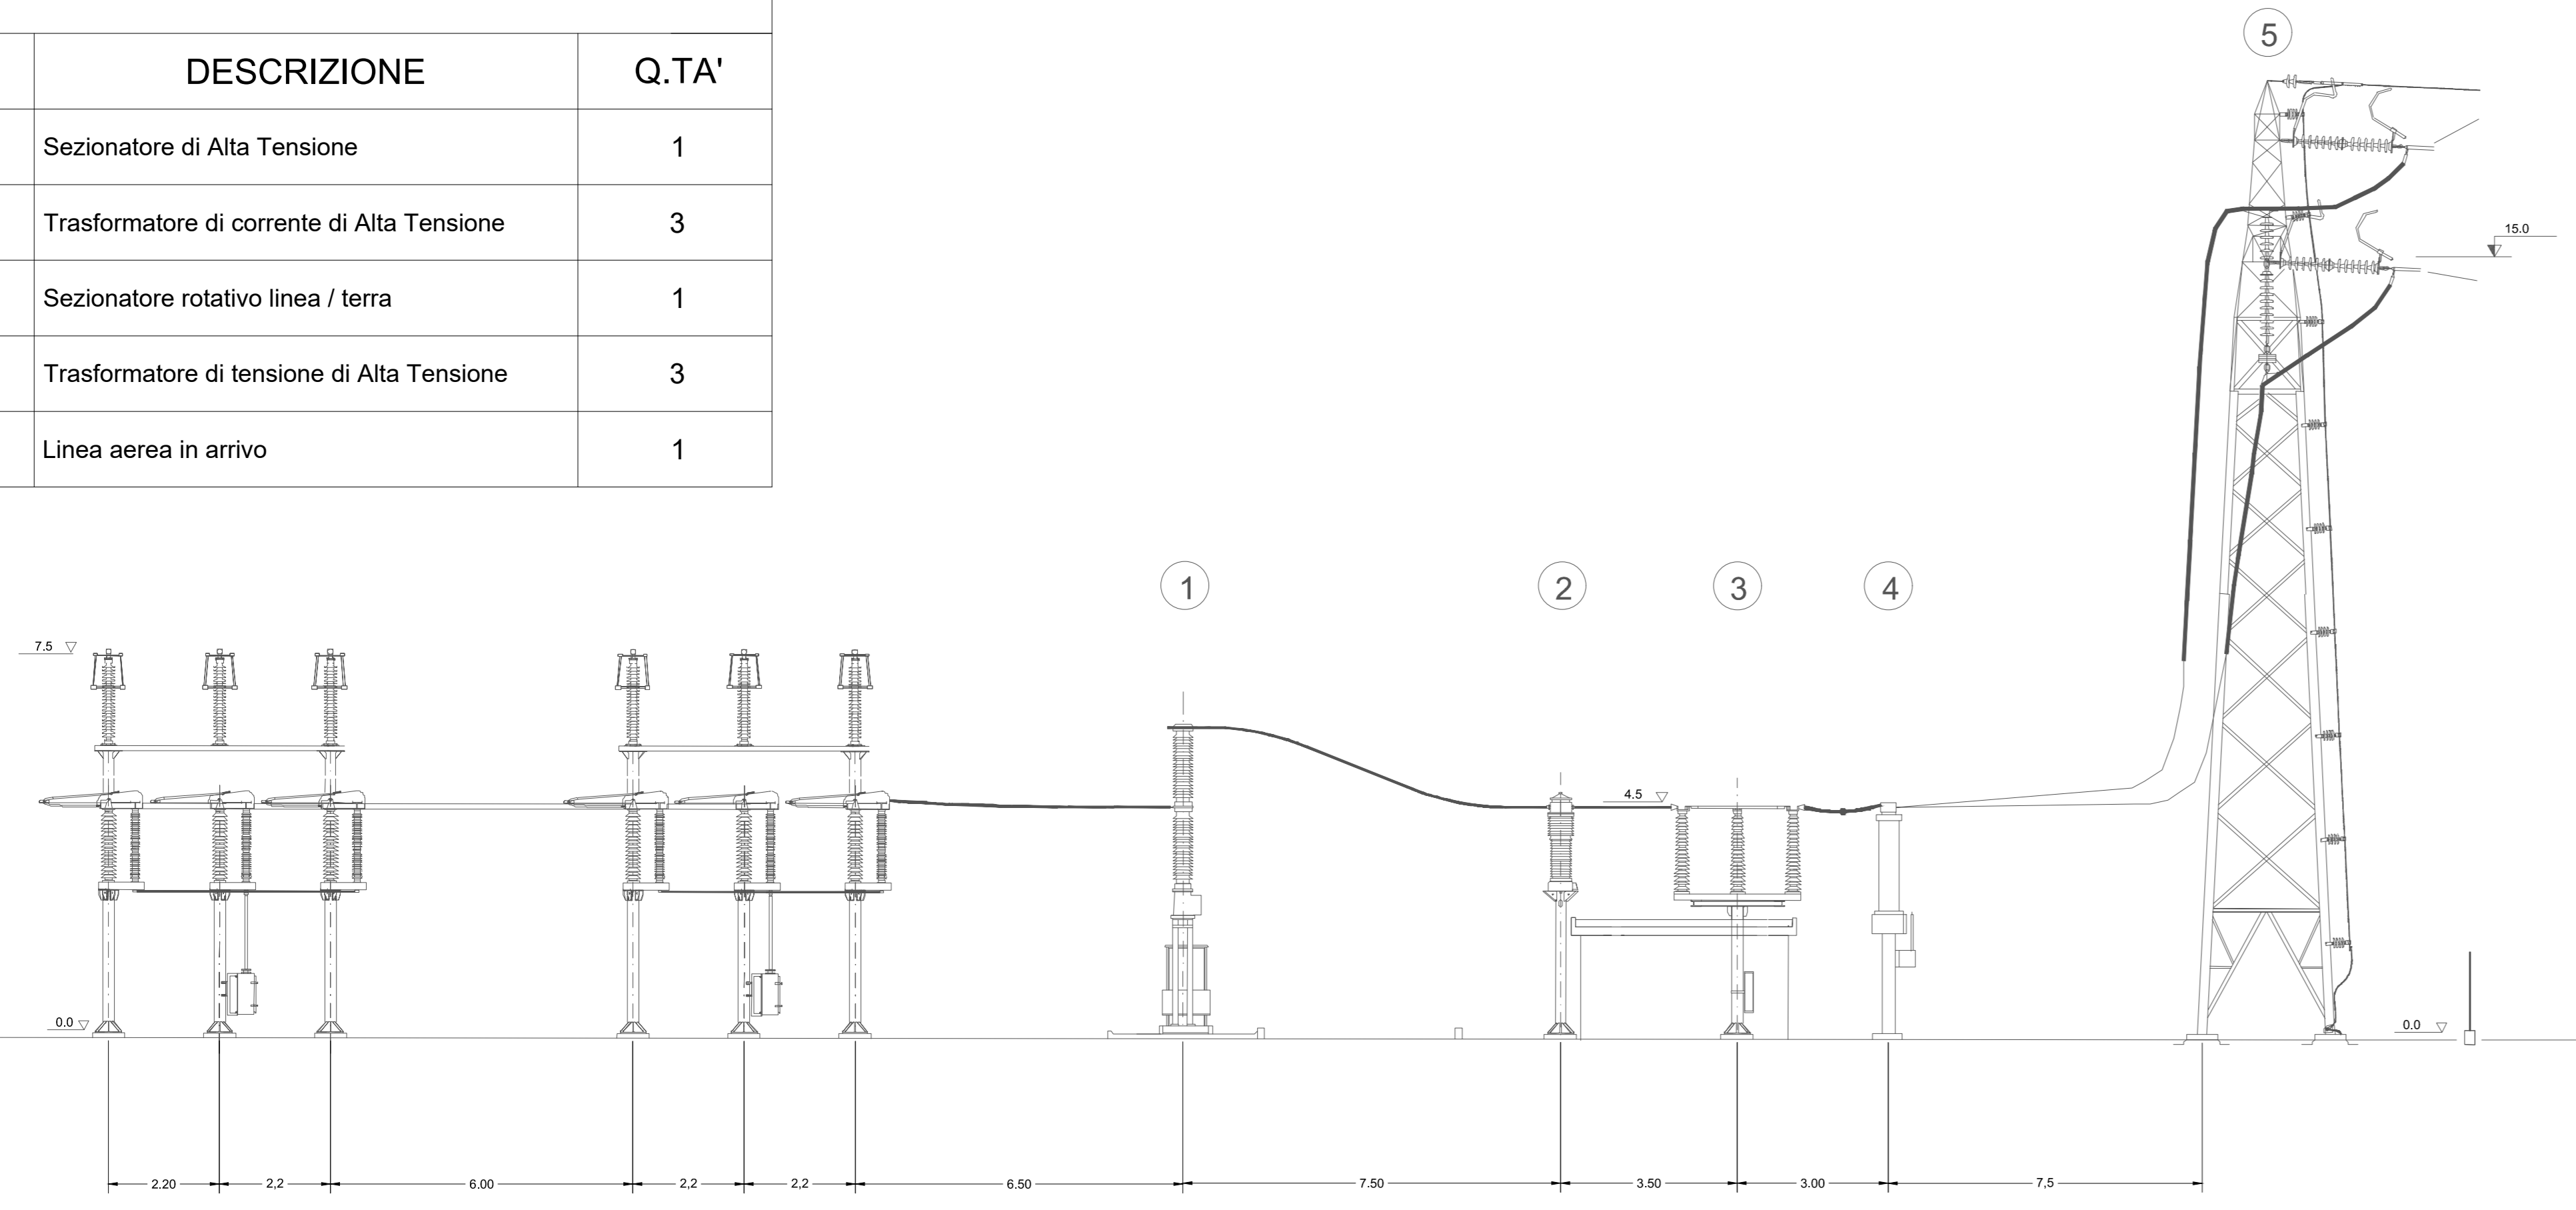 5
DESCRIZIONE Q.TA'
Sezionatore di Alta Tensione 1
Trasformatore di corrente di Alta Tensione 3
Sezionatore rotativo linea / terra 1
Trasformatore di tensione di Alta Tensione 3
Linea aerea in arrivo 1
15.0
1 2 3 4
7.5
4.5
0.0
0.0
2.20 2,2 6.00 2,2 2,2 6.50 7.50 3.50 3.00 7,5